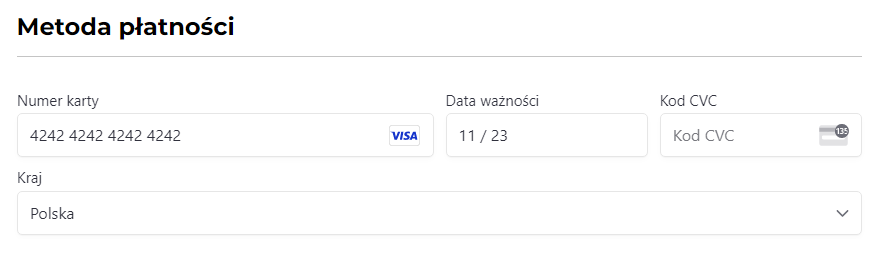 Metoda płatności
Numer karty
Data ważności
Kod CVC
4242 4242 4242 4242
VISA
11 / 23
Kod CVC
135
Kraj
Polska